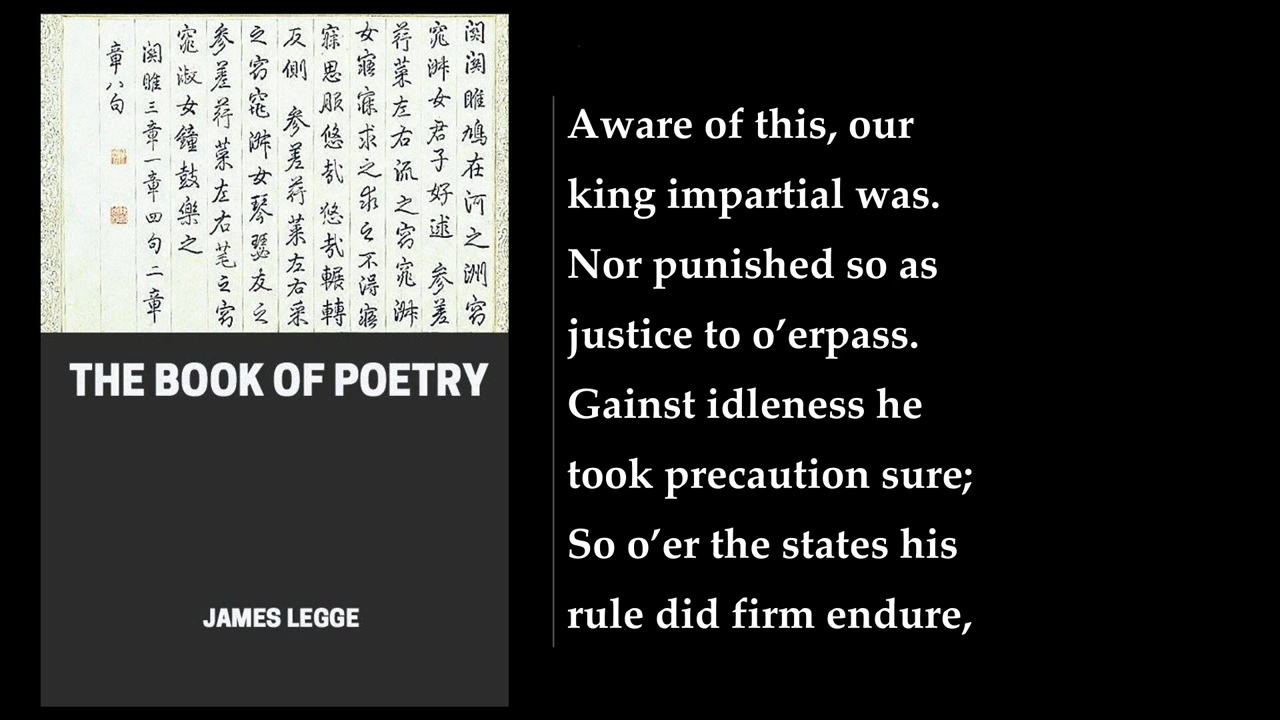 関関雎鳩在河之洲窈
窕淑女君子好逑 參差
荇菜左右流之窈窕淑
女寤寐求之求之不得寤
寐思服悠哉悠哉輾轉
反側 參差荇菜左右采
之窈窕淑女琴瑟友之
參差荇菜左右芼之窈
窕淑女鐘鼓樂之
関雎三章一章四句二章
章八句
THE BOOK OF POETRY
JAMES LEGGE
Aware of this, our
king impartial was.
Nor punished so as
justice to o’erpass.
Gainst idleness he
took precaution sure;
So o’er the states his
rule did firm endure,